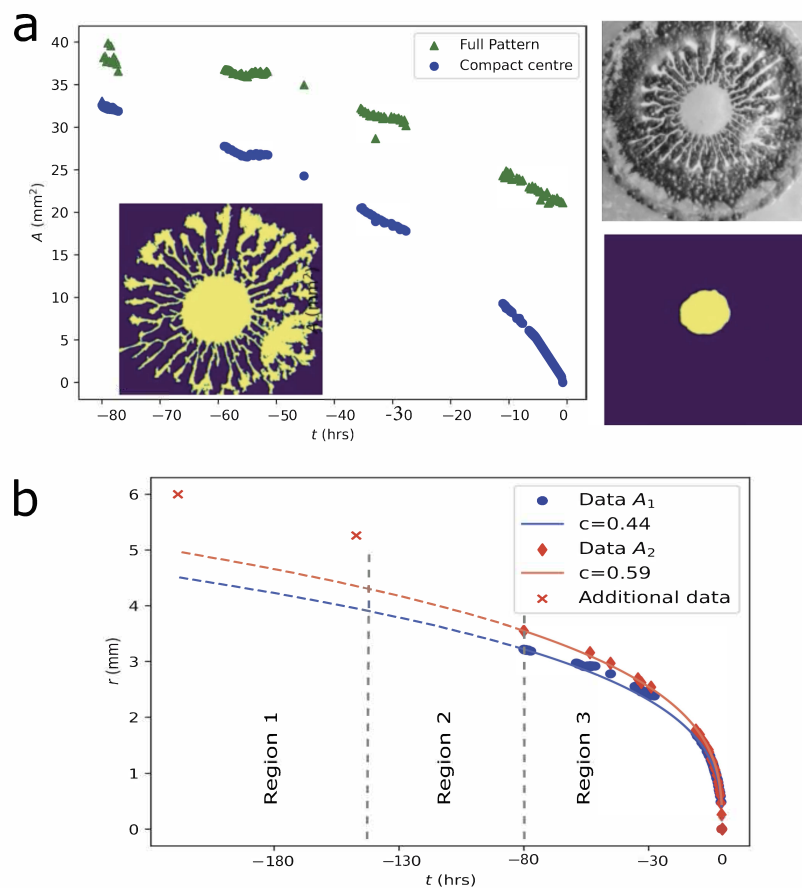 a
40
35
30
25
20
15
10
5
0
A (mm²)
Full Pattern
Compact centre
A (mm²)
−80
−70
−60
−50
−40
-30
−20
−10
0
t (hrs)
b
6
5
4
3
2
1
0
r (mm)
Data A₁
c=0.44
Data A₂
c=0.59
Additional data
Region 1
Region 2
Region 3
−180
−130
−80
−30
0
t (hrs)